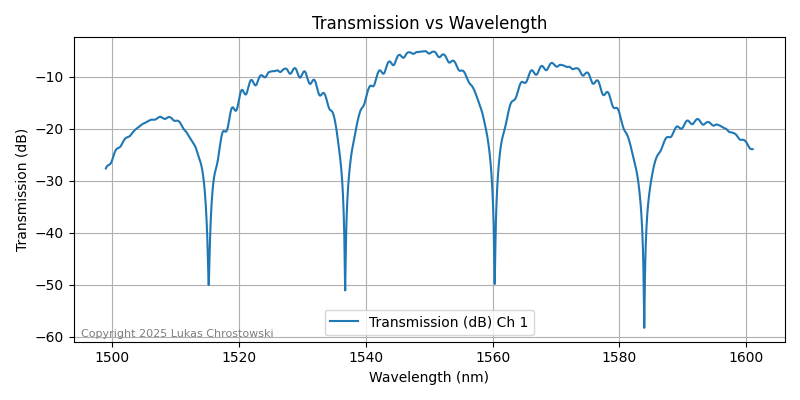 Transmission vs Wavelength
Transmission (dB)
−10
−20
−30
−40
−50
−60
Transmission (dB) Ch 1
Copyright 2025 Lukas Chrostowski
1500
1520
1540
1560
1580
1600
Wavelength (nm)